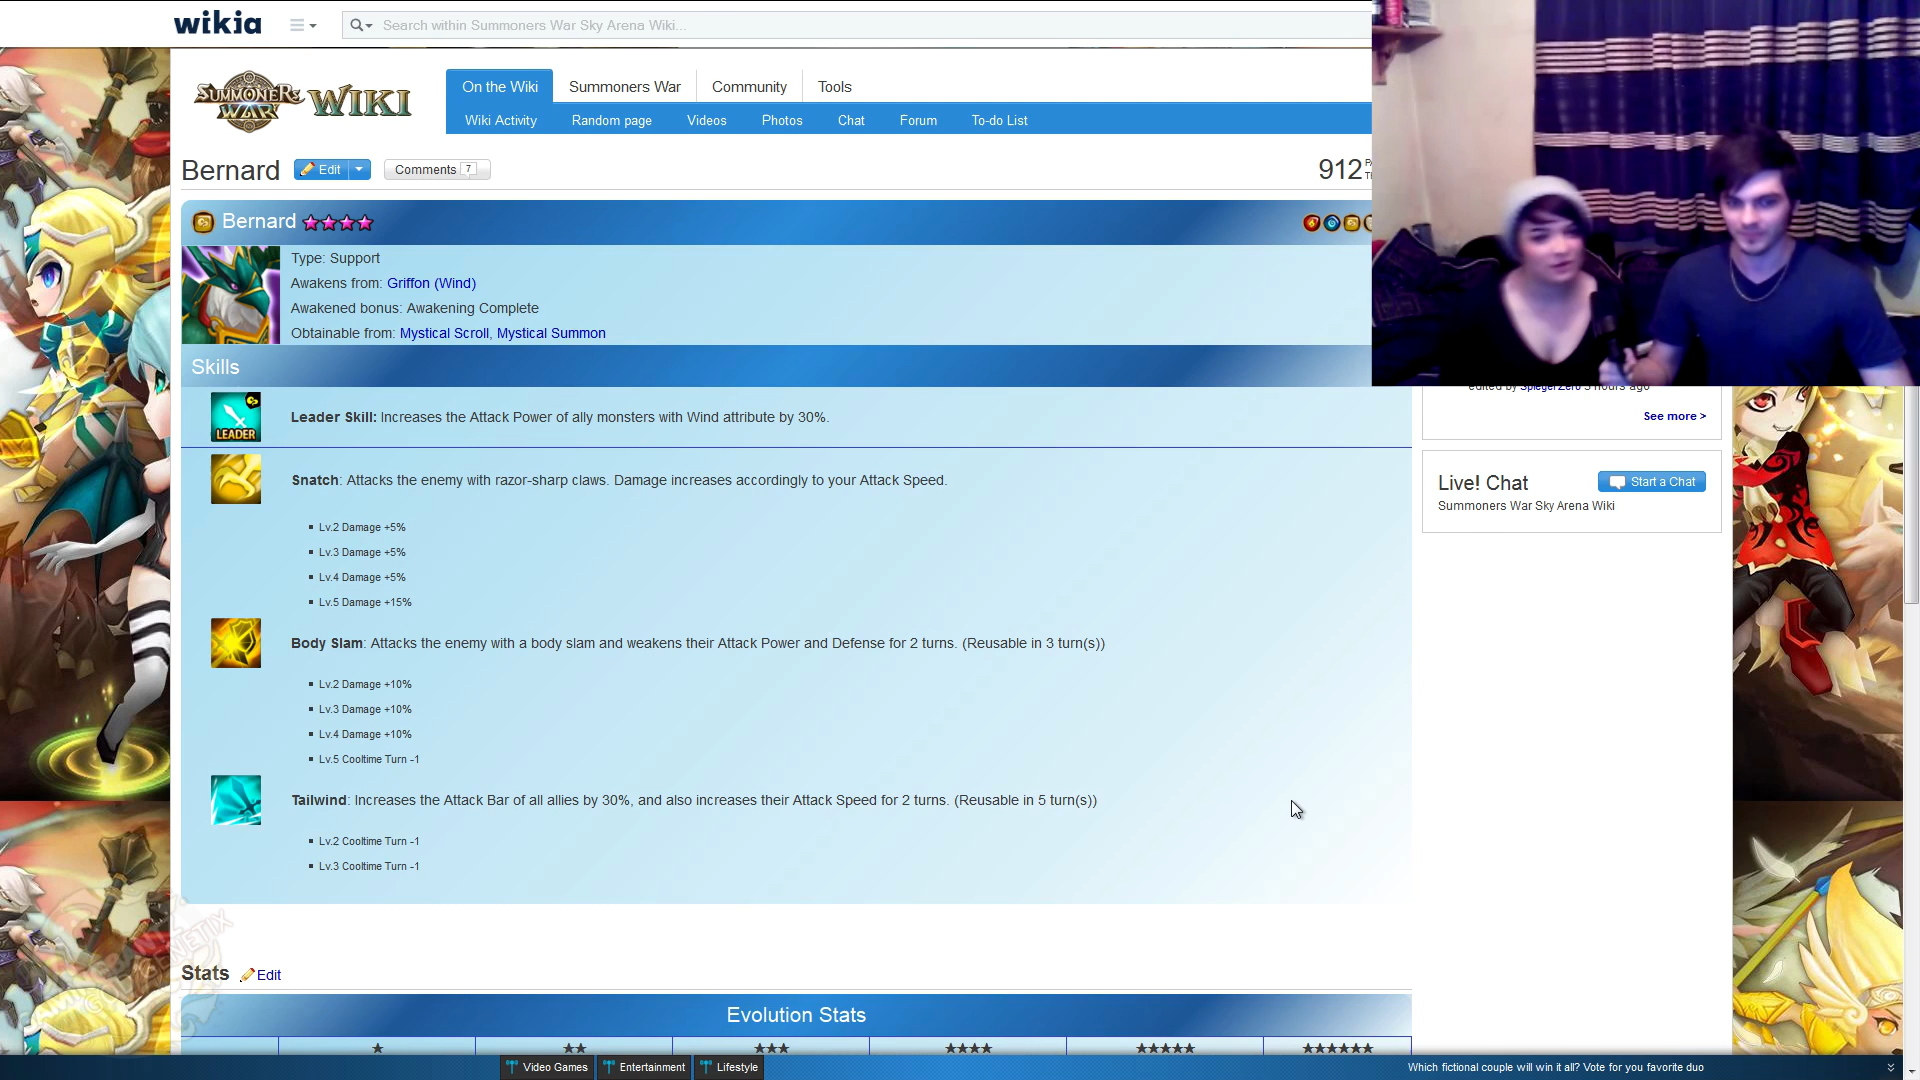 wikia
Search within Summoners War Sky Arena Wiki...
SUMMONERS WAR WIKI
On the Wiki Summoners War Community Tools
Wiki Activity Random page Videos Photos Chat Forum To-do List
Bernard Edit Comments 7 912
Bernard
Type: Support
Awakens from: Griffon (Wind)
Awakened bonus: Awakening Complete
Obtainable from: Mystical Scroll, Mystical Summon
Skills
edited by SpiegelZero 3 hours ago
See more >
LEADER
Leader Skill: Increases the Attack Power of ally monsters with Wind attribute by 30%.
Live! Chat Start a Chat
Summoners War Sky Arena Wiki
Snatch: Attacks the enemy with razor-sharp claws. Damage increases accordingly to your Attack Speed.
Lv.2 Damage +5%
Lv.3 Damage +5%
Lv.4 Damage +5%
Lv.5 Damage +15%
Body Slam: Attacks the enemy with a body slam and weakens their Attack Power and Defense for 2 turns. (Reusable in 3 turn(s))
Lv.2 Damage +10%
Lv.3 Damage +10%
Lv.4 Damage +10%
Lv.5 Cooltime Turn -1
Tailwind: Increases the Attack Bar of all allies by 30%, and also increases their Attack Speed for 2 turns. (Reusable in 5 turn(s))
Lv.2 Cooltime Turn -1
Lv.3 Cooltime Turn -1
Stats Edit
Evolution Stats
Video Games Entertainment Lifestyle
Which fictional couple will win it all? Vote for you favorite duo